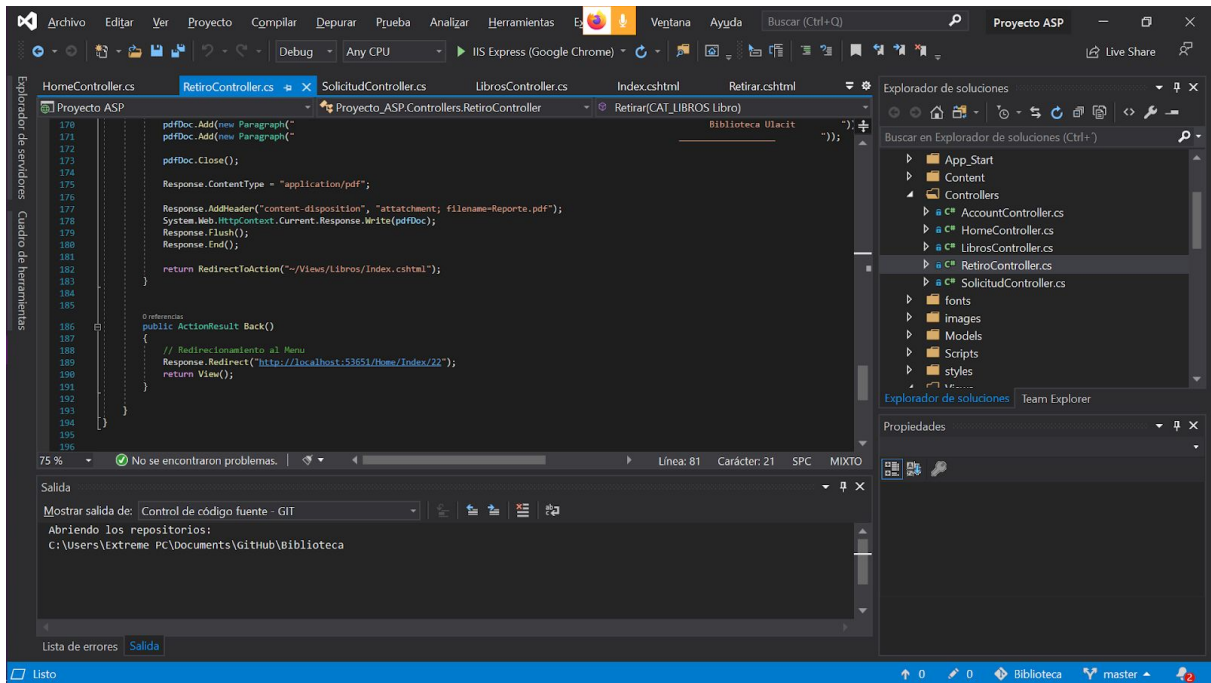 Archivo Editar Ver Proyecto Compilar Depurar Prueba Analizar Herramientas Ventana Ayuda Buscar (Ctrl+Q) Proyecto ASP
Debug Any CPU IIS Express (Google Chrome) Live Share
Explorador de servidores
Cuadro de herramientas
HomeController.cs RetiroController.cs SolicitudController.cs LibrosController.cs Index.cshtml Retirar.cshtml
Proyecto ASP Proyecto_ASP.Controllers.RetiroController Retirar(CAT_LIBROS Libro)
170 pdfDoc.Add(new Paragraph(" Biblioteca Ulacit "));
171 pdfDoc.Add(new Paragraph(" ____________________ "));
172
173 pdfDoc.Close();
174
175 Response.ContentType = "application/pdf";
176
177 Response.AddHeader("content-disposition", "attatchment; filename=Reporte.pdf");
178 System.Web.HttpContext.Current.Response.Write(pdfDoc);
179 Response.Flush();
180 Response.End();
181
182 return RedirectToAction("~/Views/Libros/Index.cshtml");
183 }
184
185
0 referencias
186 public ActionResult Back()
187 {
188 // Redirecionamiento al Menu
189 Response.Redirect("http://localhost:53651/Home/Index/22");
190 return View();
191 }
192
193 }
194 }
195
196
75 % No se encontraron problemas. Línea: 81 Carácter: 21 SPC MIXTO
Salida
Mostrar salida de: Control de código fuente - GIT
Abriendo los repositorios:
C:\Users\Extreme PC\Documents\GitHub\Biblioteca
Lista de errores Salida
Explorador de soluciones
Buscar en Explorador de soluciones (Ctrl+´)
App_Start
Content
Controllers
C# AccountController.cs
C# HomeController.cs
C# LibrosController.cs
C# RetiroController.cs
C# SolicitudController.cs
fonts
images
Models
Scripts
styles
Views
Explorador de soluciones Team Explorer
Propiedades
Listo 0 0 Biblioteca master 2